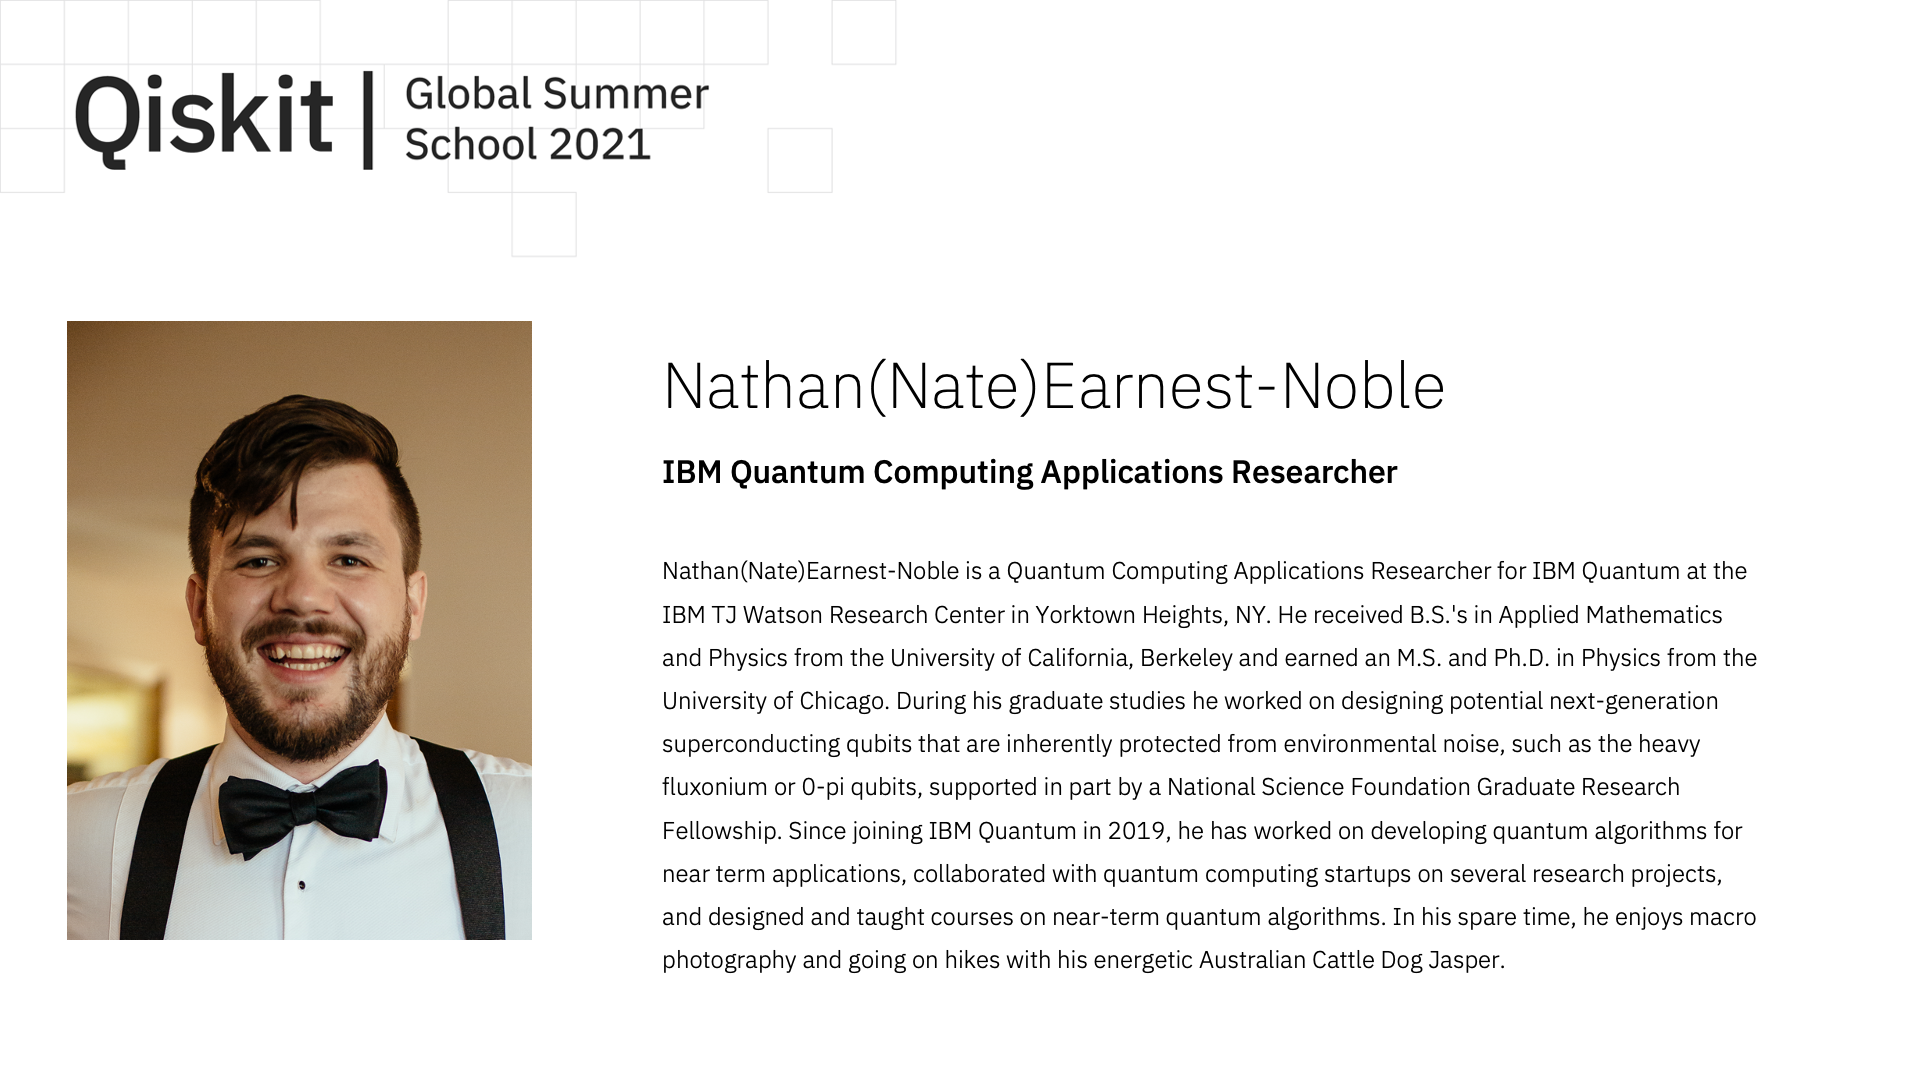 Qiskit
Global Summer
School 2021
Nathan(Nate)Earnest-Noble
IBM Quantum Computing Applications Researcher
Nathan(Nate)Earnest-Noble is a Quantum Computing Applications Researcher for IBM Quantum at the
IBM TJ Watson Research Center in Yorktown Heights, NY. He received B.S.'s in Applied Mathematics
and Physics from the University of California, Berkeley and earned an M.S. and Ph.D. in Physics from the
University of Chicago. During his graduate studies he worked on designing potential next-generation
superconducting qubits that are inherently protected from environmental noise, such as the heavy
fluxonium or 0-pi qubits, supported in part by a National Science Foundation Graduate Research
Fellowship. Since joining IBM Quantum in 2019, he has worked on developing quantum algorithms for
near term applications, collaborated with quantum computing startups on several research projects,
and designed and taught courses on near-term quantum algorithms. In his spare time, he enjoys macro
photography and going on hikes with his energetic Australian Cattle Dog Jasper.